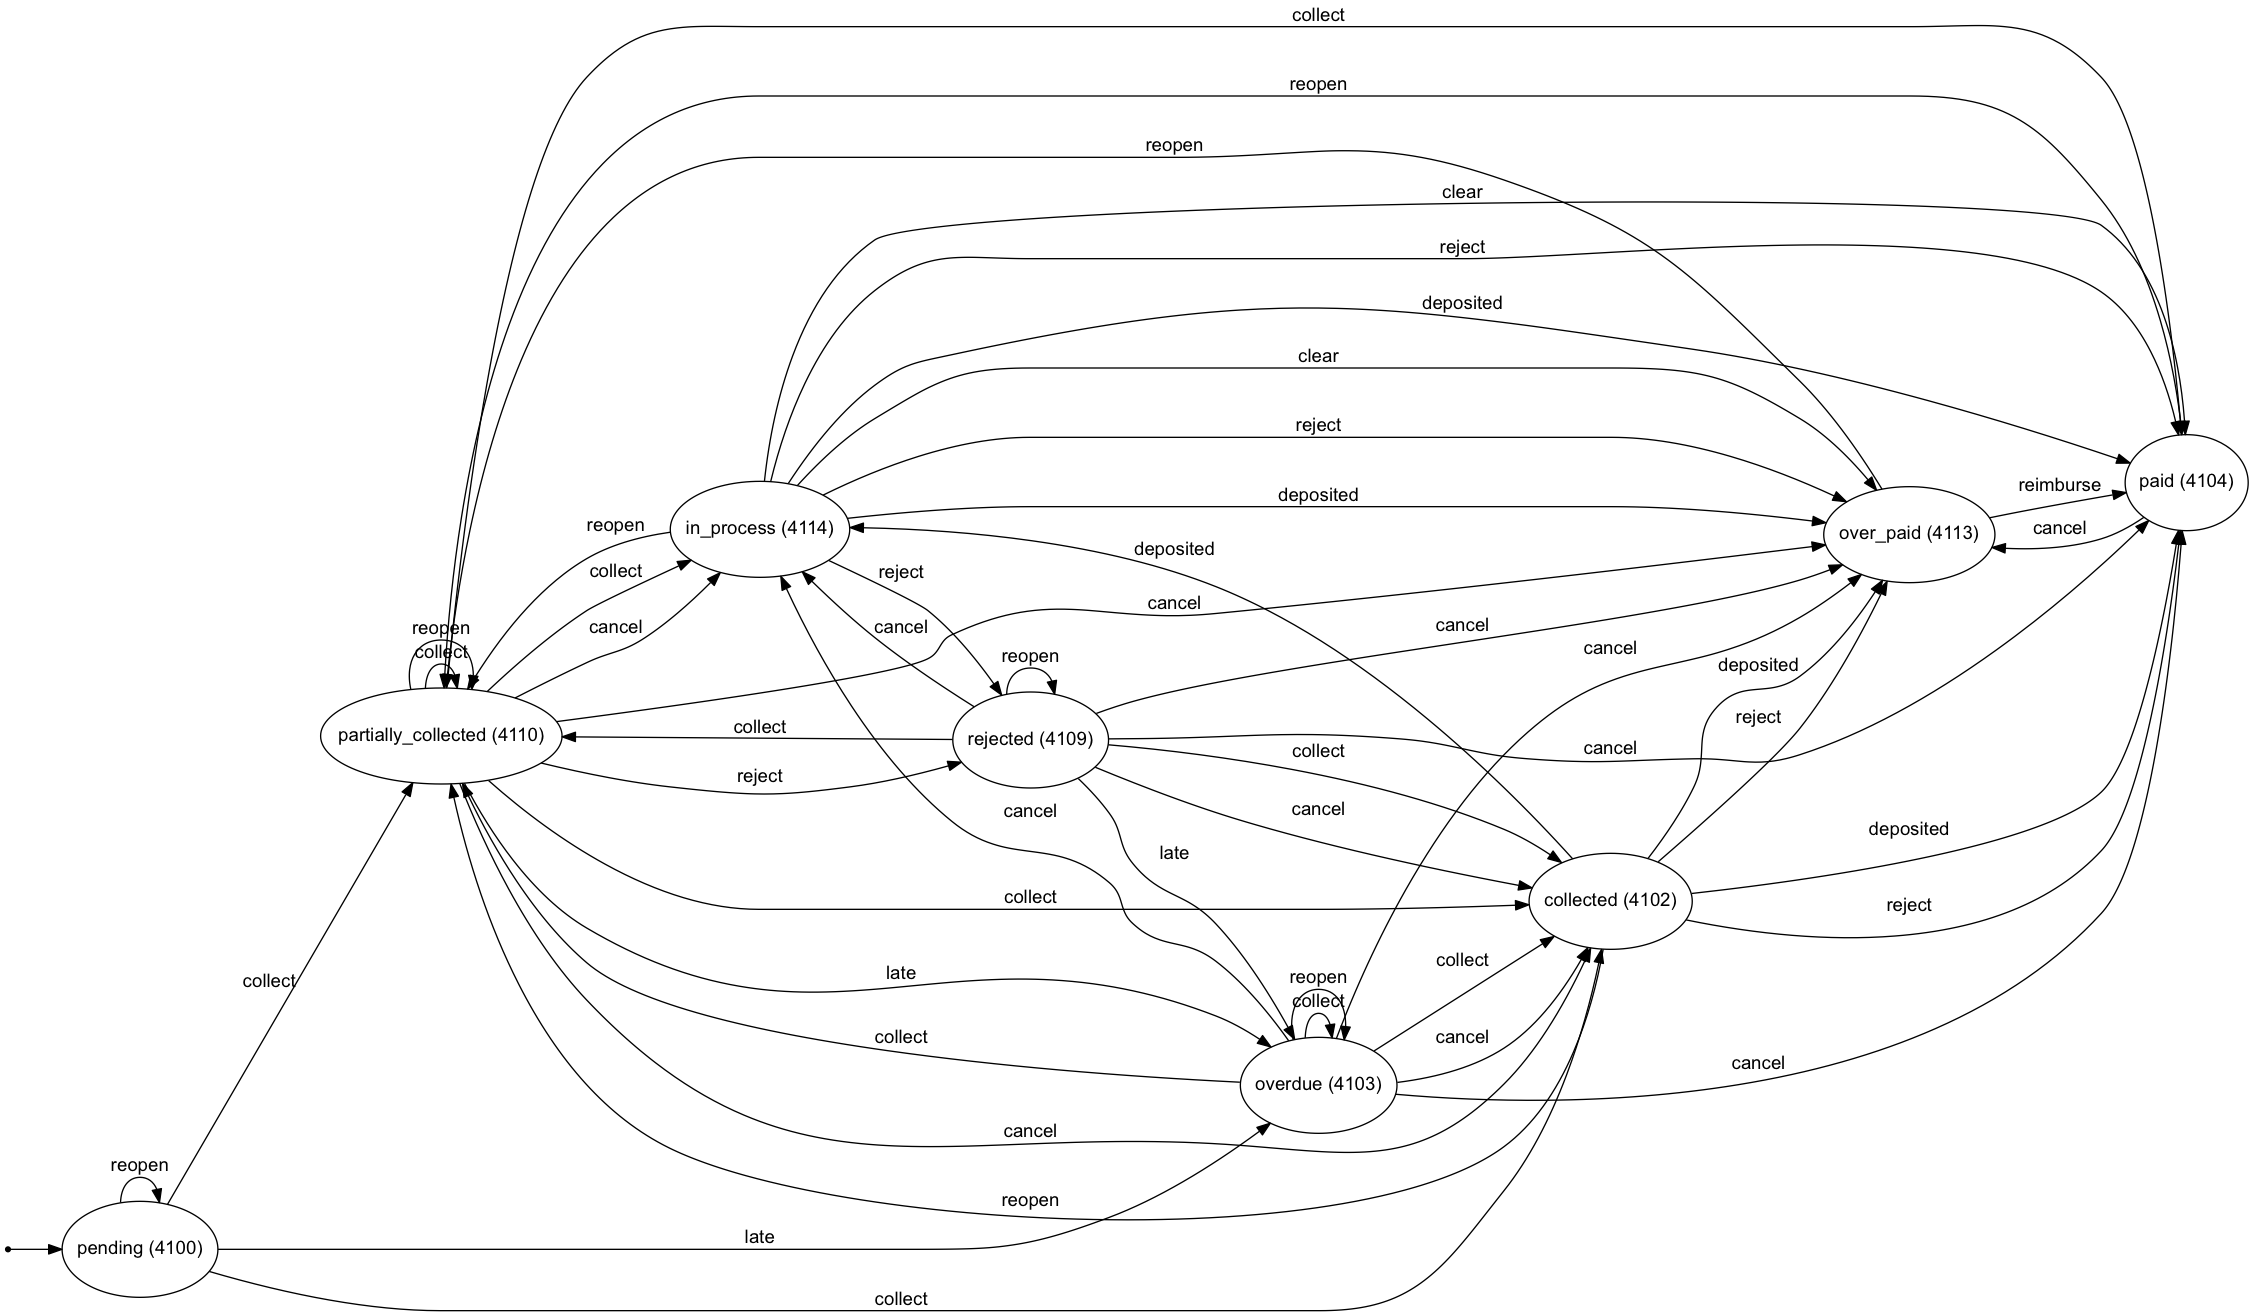 collect
reopen
reopen
clear
reject
deposited
clear
reject
deposited
reimburse
paid (4104)
cancel
over_paid (4113)
in_process (4114)
reopen
collect
cancel
reject
cancel
deposited
cancel
cancel
cancel
deposited
reject
reopen
collect
reopen
partially_collected (4110)
collect
reject
rejected (4109)
collect
cancel
cancel
cancel
late
collect
collected (4102)
deposited
reject
late
collect
reopen
collect
collect
cancel
overdue (4103)
cancel
collect
cancel
reopen
reopen
pending (4100)
late
collect